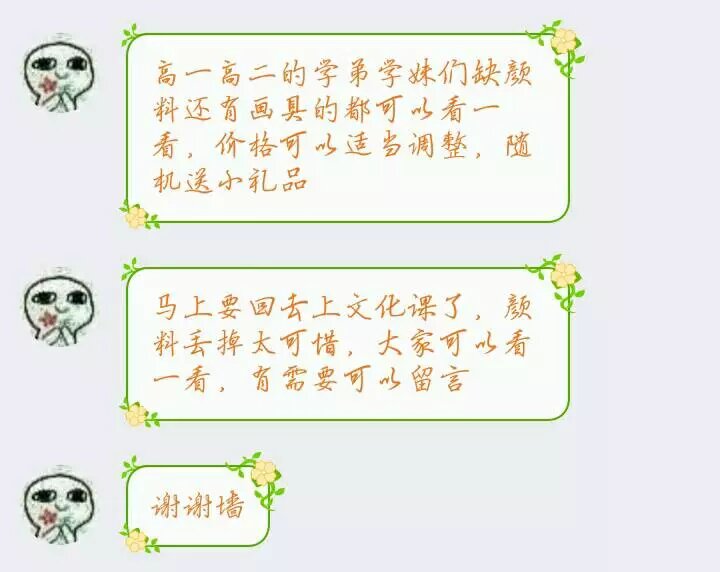 高一高二的学弟学妹们缺颜
料还有画具的都可以看一
看，价格可以适当调整，随
机送小礼品
马上要回去上文化课了，颜
料丢掉太可惜，大家可以看
一看，有需要可以留言
谢谢墙